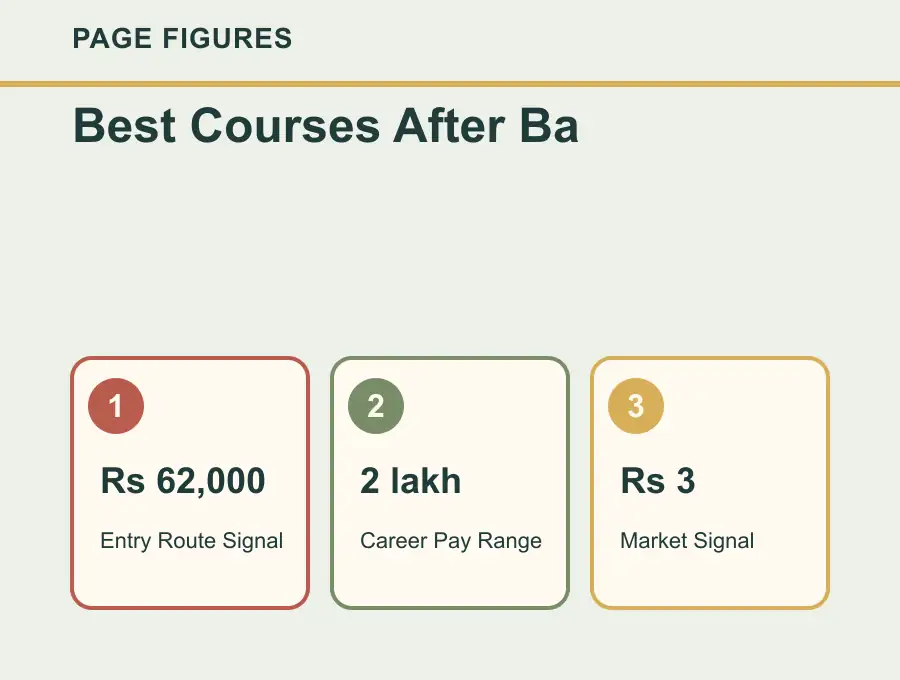 PAGE FIGURES
Best Courses After Ba
1
Rs 62,000
Entry Route Signal
2
2 lakh
Career Pay Range
3
Rs 3
Market Signal